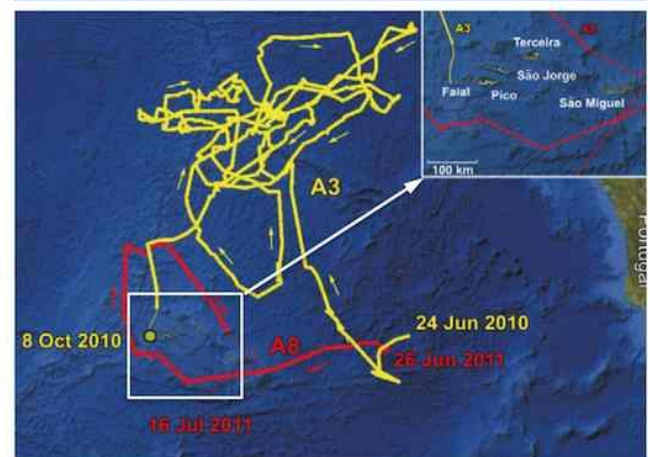 A3
A8
Terceira
São Jorge
Faial
Pico
São Miguel
100 km
A3
Portugal
8 Oct 2010
24 Jun 2010
A8
26 Jun 2011
16 Jul 2011